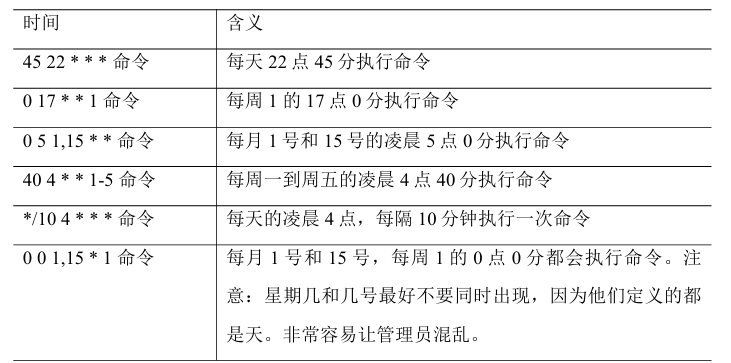 时间 含义
45 22 * * * 命令 每天 22 点 45 分执行命令
0 17 * * 1 命令 每周 1 的 17 点 0 分执行命令
0 5 1,15 * * 命令 每月 1 号和 15 号的凌晨 5 点 0 分执行命令
40 4 * * 1-5 命令 每周一到周五的凌晨 4 点 40 分执行命令
*/10 4 * * * 命令 每天的凌晨 4 点，每隔 10 分钟执行一次命令
0 0 1,15 * 1 命令 每月 1 号和 15 号，每周 1 的 0 点 0 分都会执行命令。注
意：星期几和几号最好不要同时出现，因为他们定义的都
是天。非常容易让管理员混乱。